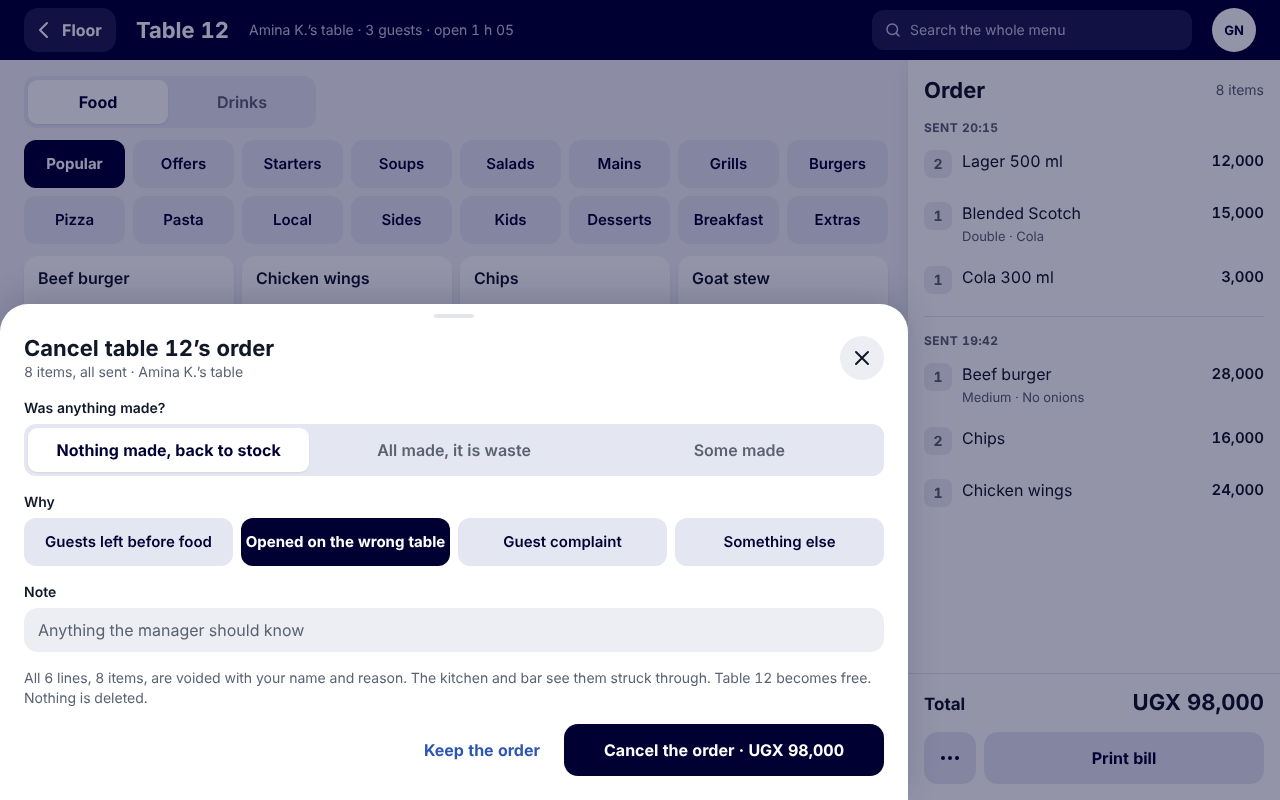 Floor
Table 12
Amina K.’s table · 3 guests · open 1 h 05
Search the whole menu
GN
Food
Drinks
Popular
Offers
Starters
Soups
Salads
Mains
Grills
Burgers
Pizza
Pasta
Local
Sides
Kids
Desserts
Breakfast
Extras
Beef burger
Chicken wings
Chips
Goat stew
Cancel table 12’s order
8 items, all sent · Amina K.’s table
Was anything made?
Nothing made, back to stock
All made, it is waste
Some made
Why
Guests left before food
Opened on the wrong table
Guest complaint
Something else
Note
Anything the manager should know
All 6 lines, 8 items, are voided with your name and reason. The kitchen and bar see them struck through. Table 12 becomes free.
Nothing is deleted.
Keep the order
Cancel the order · UGX 98,000
Order
8 items
SENT 20:15
2 Lager 500 ml 12,000
1 Blended Scotch 15,000
Double · Cola
1 Cola 300 ml 3,000
SENT 19:42
1 Beef burger 28,000
Medium · No onions
2 Chips 16,000
1 Chicken wings 24,000
Total UGX 98,000
Print bill